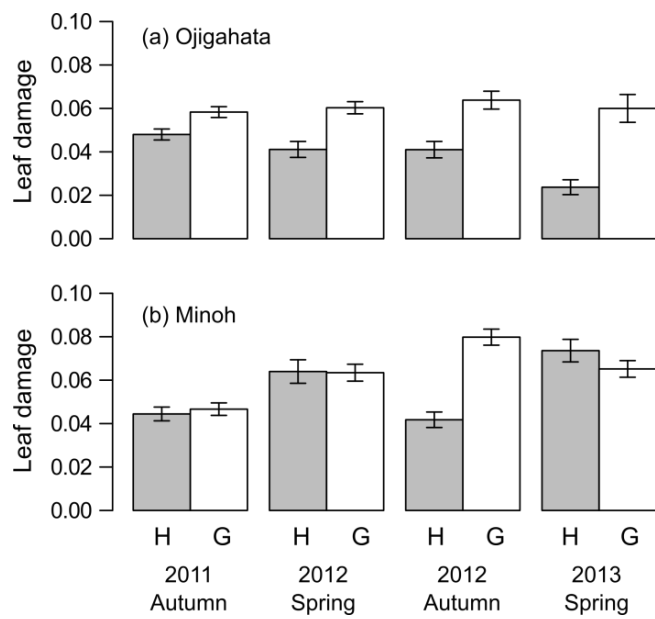 (a) Ojigahata
Leaf damage
0.10
0.08
0.06
0.04
0.02
0.00
(b) Minoh
Leaf damage
0.10
0.08
0.06
0.04
0.02
0.00
H G H G H G H G
2011 2012 2012 2013
Autumn Spring Autumn Spring